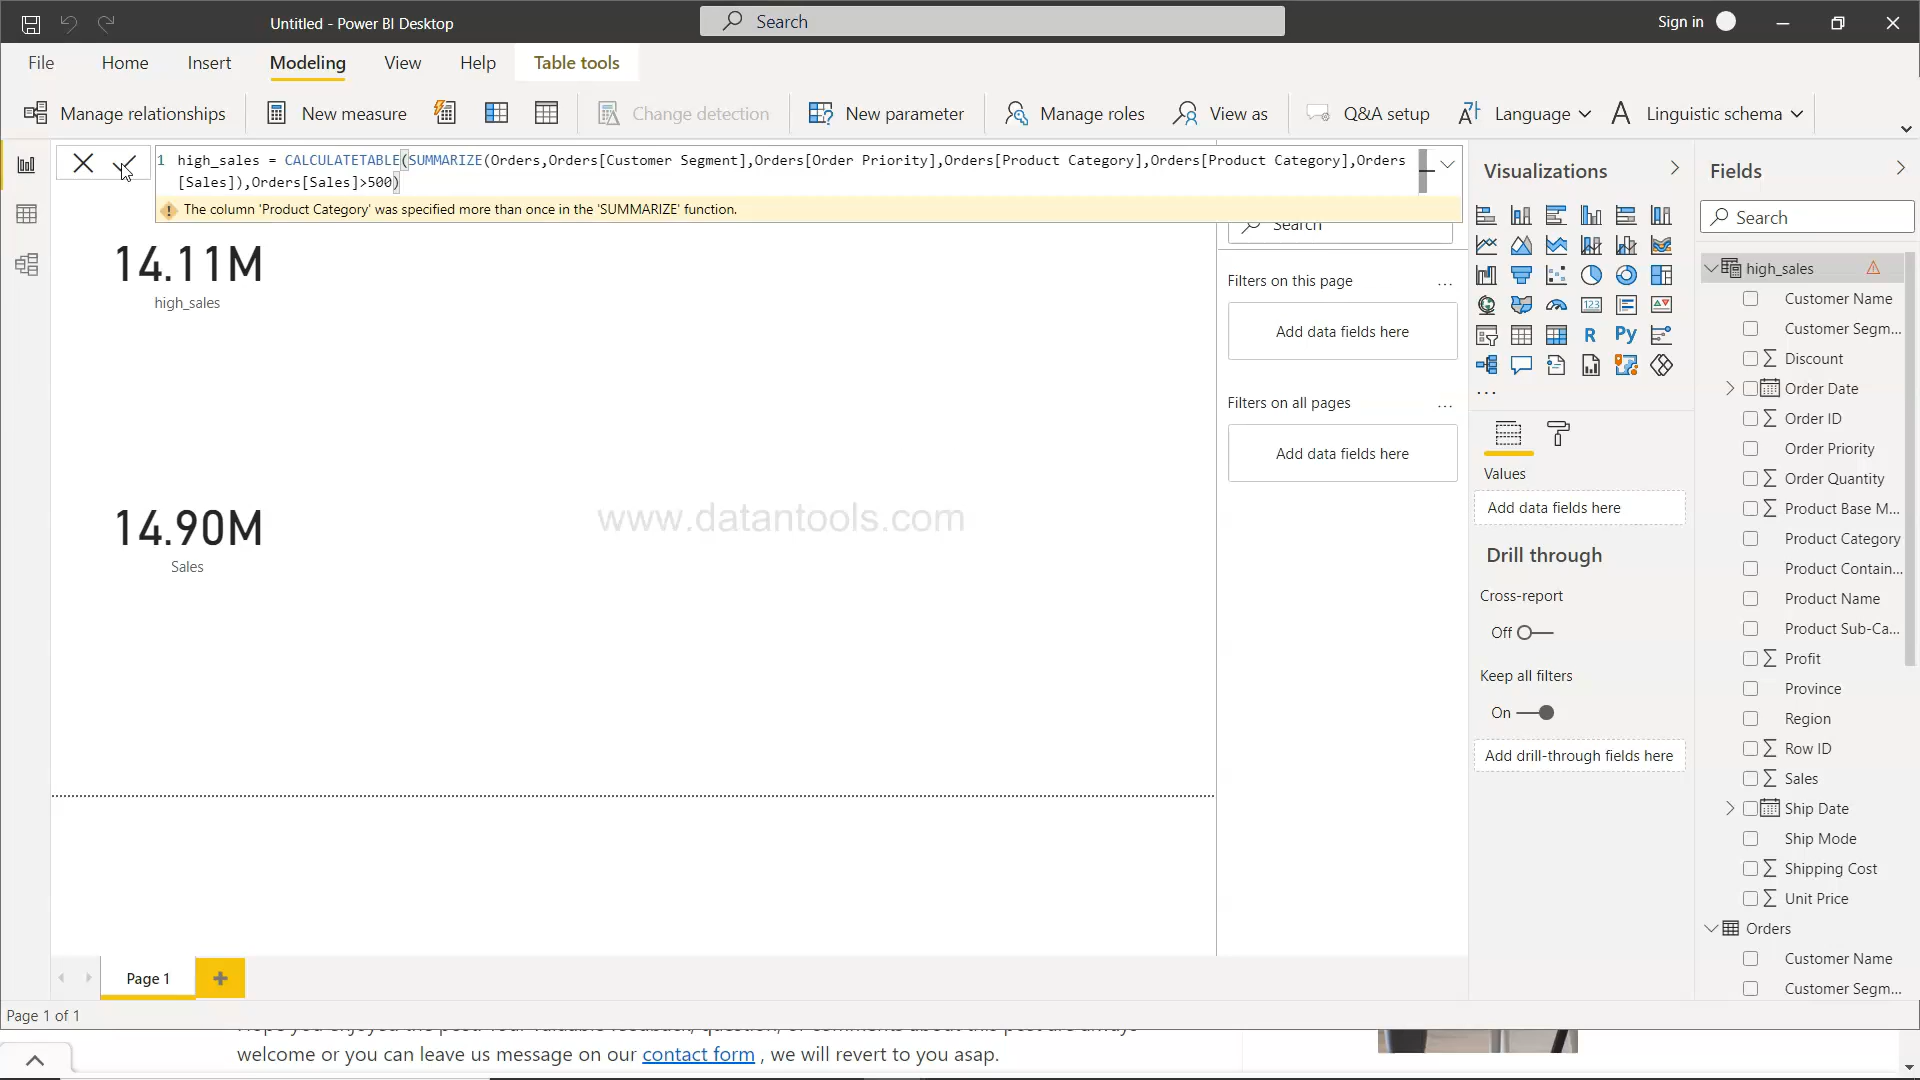 Untitled - Power BI Desktop
Search
Sign in
File
Home
Insert
Modeling
View
Help
Table tools
Manage relationships
New measure
Change detection
New parameter
Manage roles
View as
Q&A setup
Language
Linguistic schema
1 high_sales = CALCULATETABLE(SUMMARIZE(Orders,Orders[Customer Segment],Orders[Order Priority],Orders[Product Category],Orders[Product Category],Orders
[Sales]),Orders[Sales]>500)
The column 'Product Category' was specified more than once in the 'SUMMARIZE' function.
14.11M
high_sales
14.90M
Sales
www.datantools.com
Search
Filters on this page
...
Add data fields here
Filters on all pages
...
Add data fields here
Visualizations
123
R
Py
...
Values
Add data fields here
Drill through
Cross-report
Off
Keep all filters
On
Add drill-through fields here
Fields
Search
high_sales
Customer Name
Customer Segm...
Discount
Order Date
Order ID
Order Priority
Order Quantity
Product Base M...
Product Category
Product Contain...
Product Name
Product Sub-Ca...
Profit
Province
Region
Row ID
Sales
Ship Date
Ship Mode
Shipping Cost
Unit Price
Orders
Customer Name
Customer Segm...
Page 1
Page 1 of 1
welcome or you can leave us message on our contact form , we will revert to you asap.